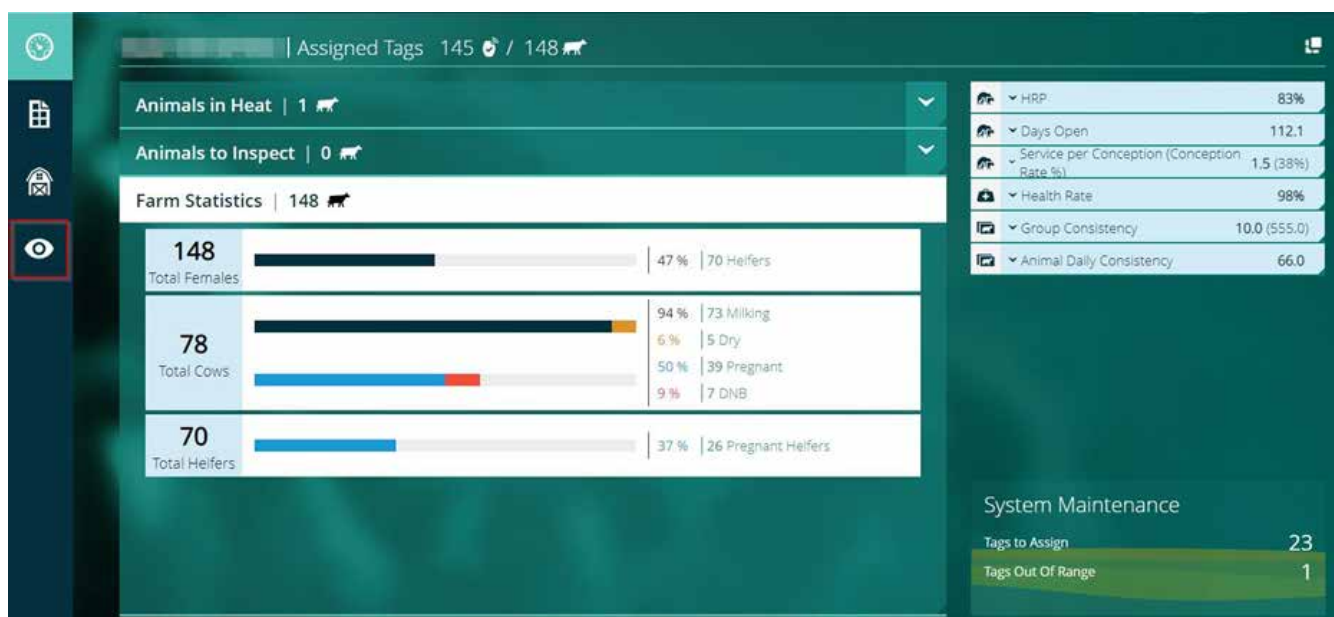 | Assigned Tags 145 / 148
Animals in Heat | 1
Animals to Inspect | 0
Farm Statistics | 148
148
Total Females
47 % 70 Heifers
78
Total Cows
94 % 73 Milking
6 % 5 Dry
50 % 39 Pregnant
9 % 7 DNB
70
Total Heifers
37 % 26 Pregnant Heifers
HRP 83%
Days Open 112.1
Service per Conception (Conception
Rate %) 1.5 (38%)
Health Rate 98%
Group Consistency 10.0 (555.0)
Animal Daily Consistency 66.0
System Maintenance
Tags to Assign 23
Tags Out Of Range 1